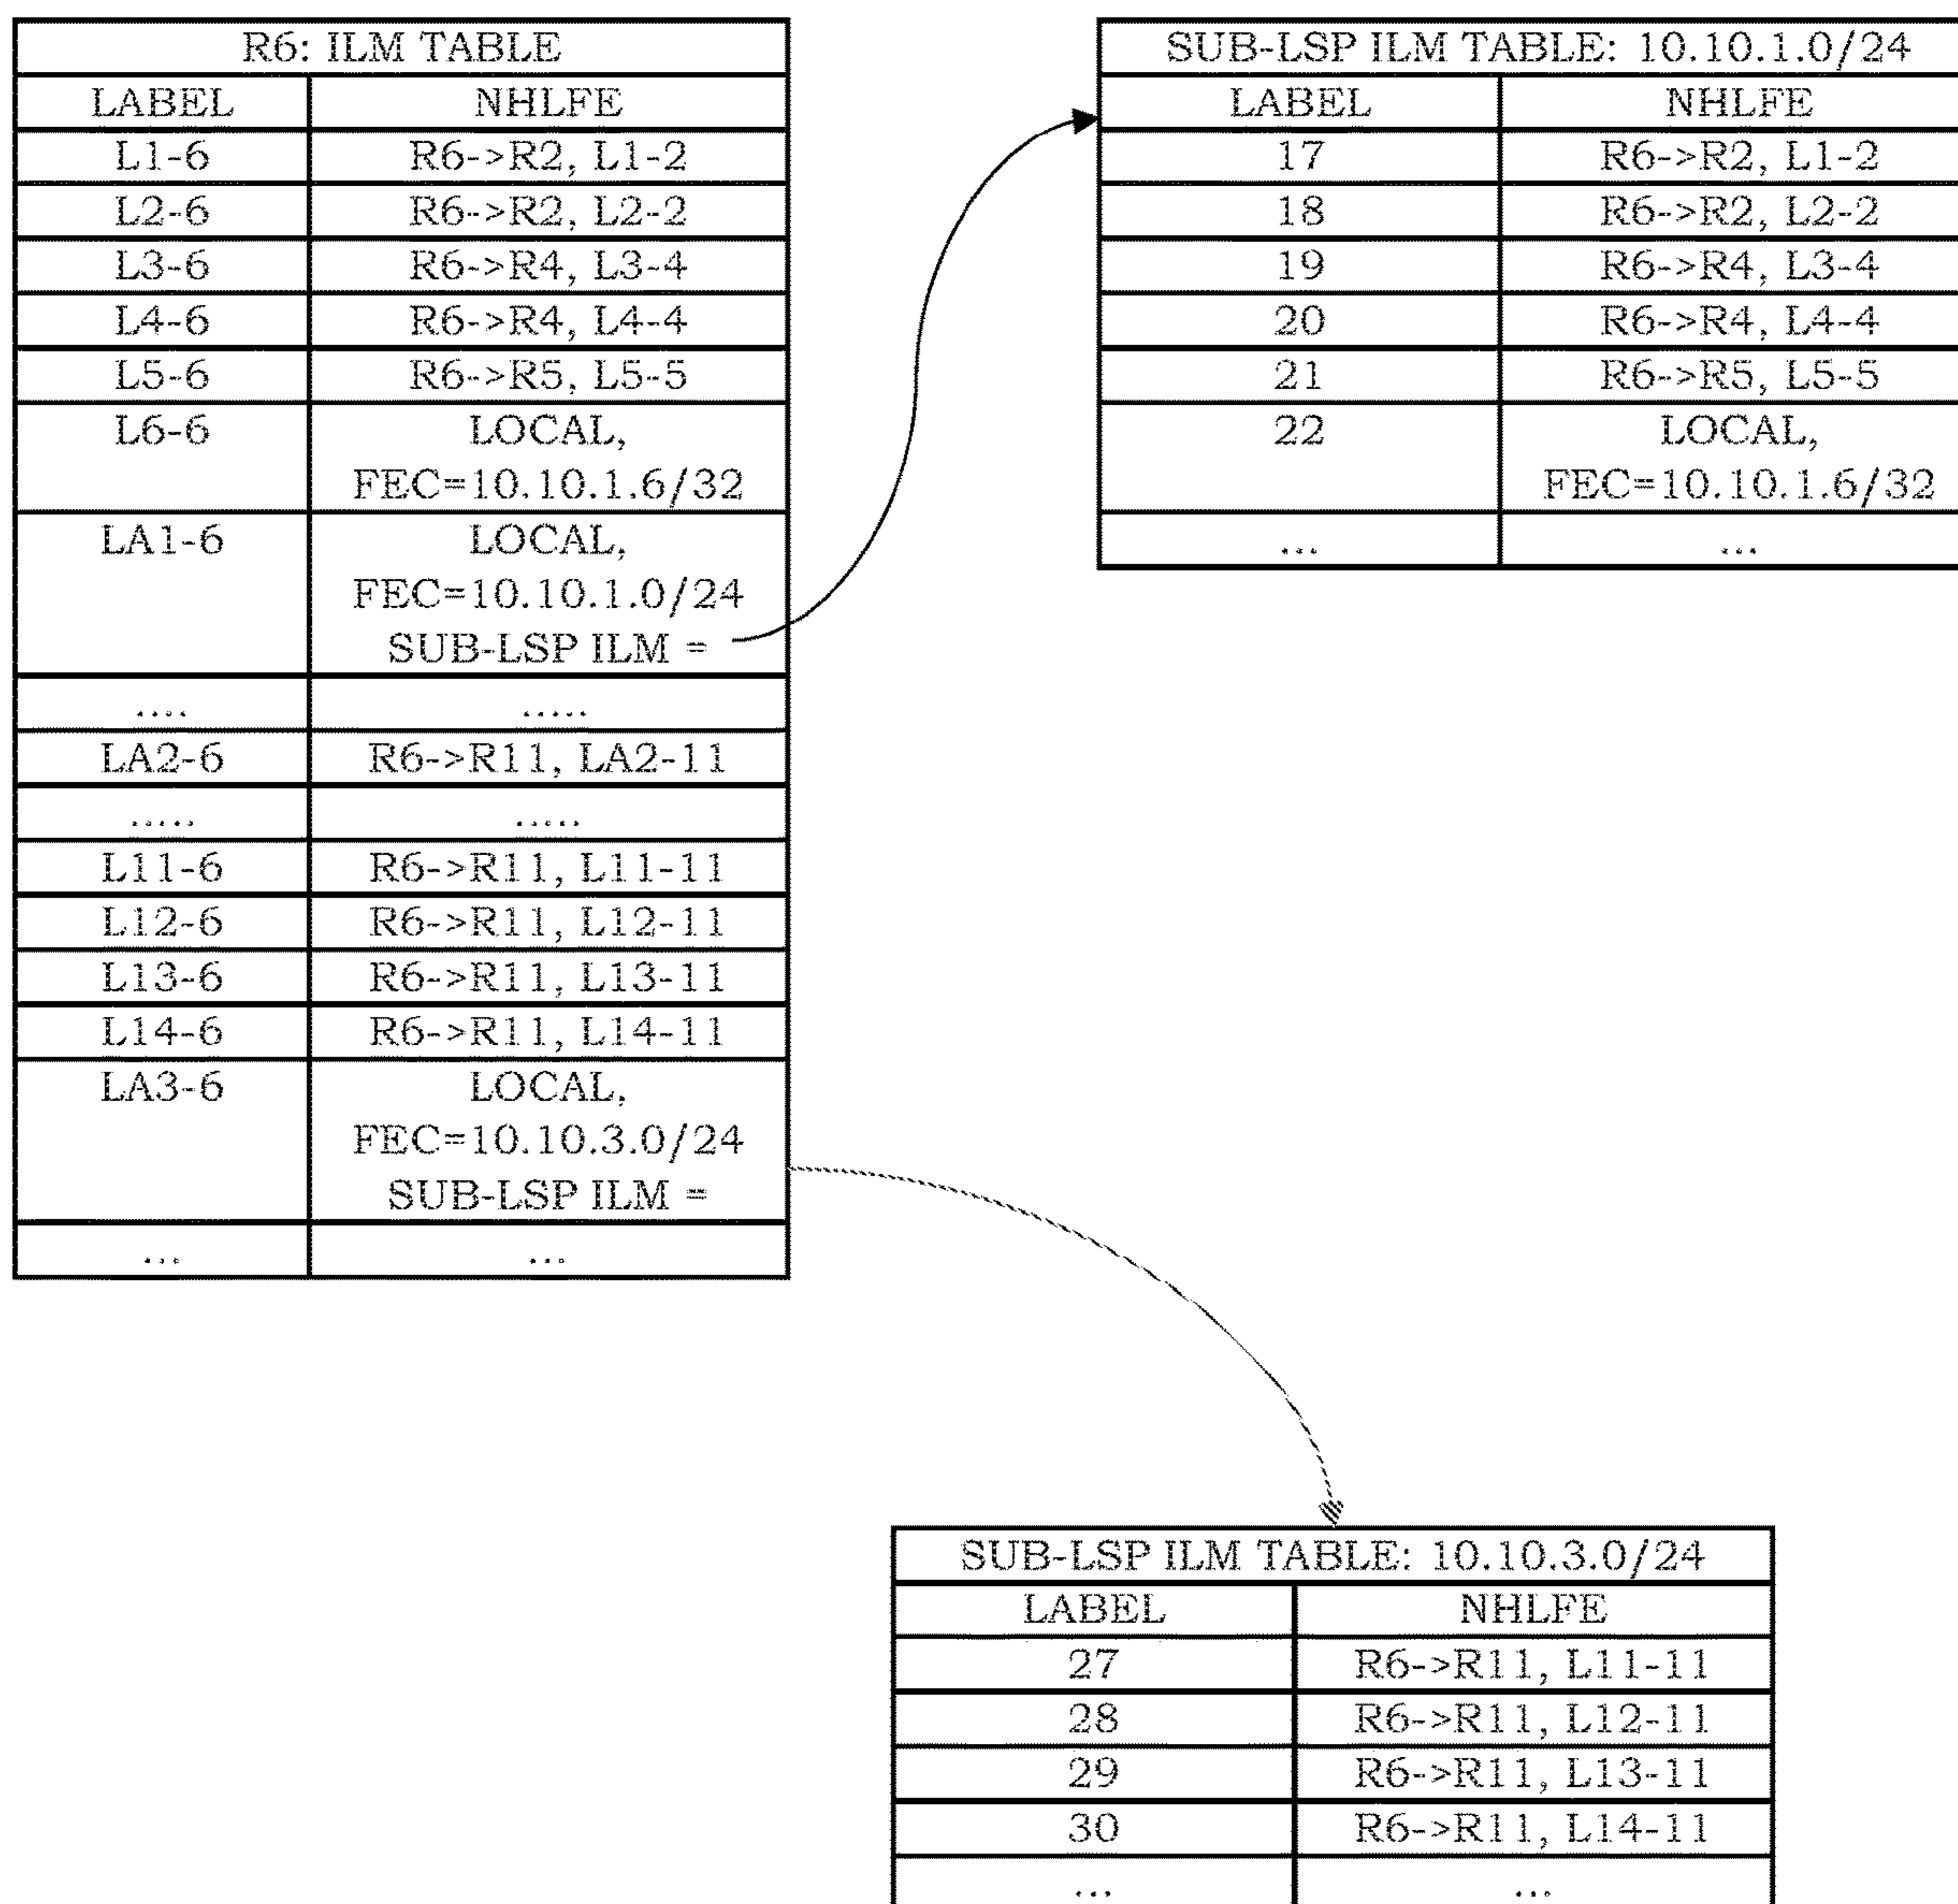 R6: ILM TABLE
LABEL NHLFE
L1-6 R6->R2, L1-2
L2-6 R6->R2, L2-2
L3-6 R6->R4, L3-4
L4-6 R6->R4, L4-4
L5-6 R6->R5, L5-5
L6-6 LOCAL,
FEC=10.10.1.6/32
LA1-6 LOCAL,
FEC=10.10.1.0/24
SUB-LSP ILM =
.... .....
LA2-6 R6->R11, LA2-11
..... .....
L11-6 R6->R11, L11-11
L12-6 R6->R11, L12-11
L13-6 R6->R11, L13-11
L14-6 R6->R11, L14-11
LA3-6 LOCAL,
FEC=10.10.3.0/24
SUB-LSP ILM =
... ...
SUB-LSP ILM TABLE: 10.10.1.0/24
LABEL NHLFE
17 R6->R2, L1-2
18 R6->R2, L2-2
19 R6->R4, L3-4
20 R6->R4, L4-4
21 R6->R5, L5-5
22 LOCAL,
FEC=10.10.1.6/32
... ...
SUB-LSP ILM TABLE: 10.10.3.0/24
LABEL NHLFE
27 R6->R11, L11-11
28 R6->R11, L12-11
29 R6->R11, L13-11
30 R6->R11, L14-11
... ...